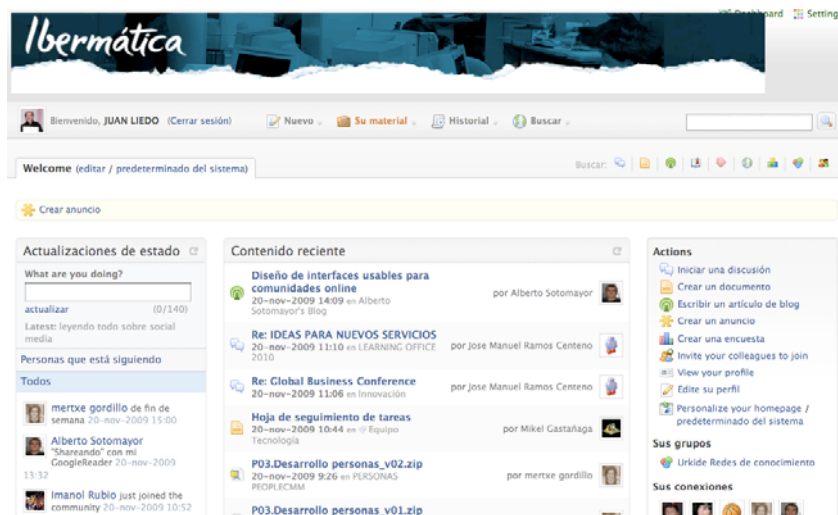 Dashboard Setting
Ibermática
Bienvenido, JUAN LIEDO (Cerrar sesión) Nuevo Su material Historial Buscar
Welcome (editar / predeterminado del sistema) Buscar:
Crear anuncio
Actualizaciones de estado
What are you doing?
actualizar (0/140)
Latest: leyendo todo sobre social
media
Personas que está siguiendo
Todos
mertxe gordillo de fin de
semana 20-nov-2009 15:00
Alberto Sotomayor
"Shareando" con mi
GoogleReader 20-nov-2009
13:32
Imanol Rubio just joined the
community 20-nov-2009 10:52
Contenido reciente
Diseño de interfaces usables para
comunidades online
20-nov-2009 14:09 en Alberto
Sotomayor's Blog
por Alberto Sotomayor
Re: IDEAS PARA NUEVOS SERVICIOS
20-nov-2009 11:10 en LEARNING OFFICE
2010
por Jose Manuel Ramos Centeno
Re: Global Business Conference
20-nov-2009 11:06 en Innovación
por Jose Manuel Ramos Centeno
Hoja de seguimiento de tareas
20-nov-2009 10:44 en Equipo
Tecnología
por Mikel Gastañaga
P03.Desarrollo personas_v02.zip
20-nov-2009 9:26 en PERSONAS
PEOPLECMM
por mertxe gordillo
P03.Desarrollo personas_v01.zip
Actions
Iniciar una discusión
Crear un documento
Escribir un artículo de blog
Crear un anuncio
Crear una encuesta
Invite your colleagues to join
View your profile
Edite su perfil
Personalize your homepage /
predeterminado del sistema
Sus grupos
Urkide Redes de conocimiento
Sus conexiones